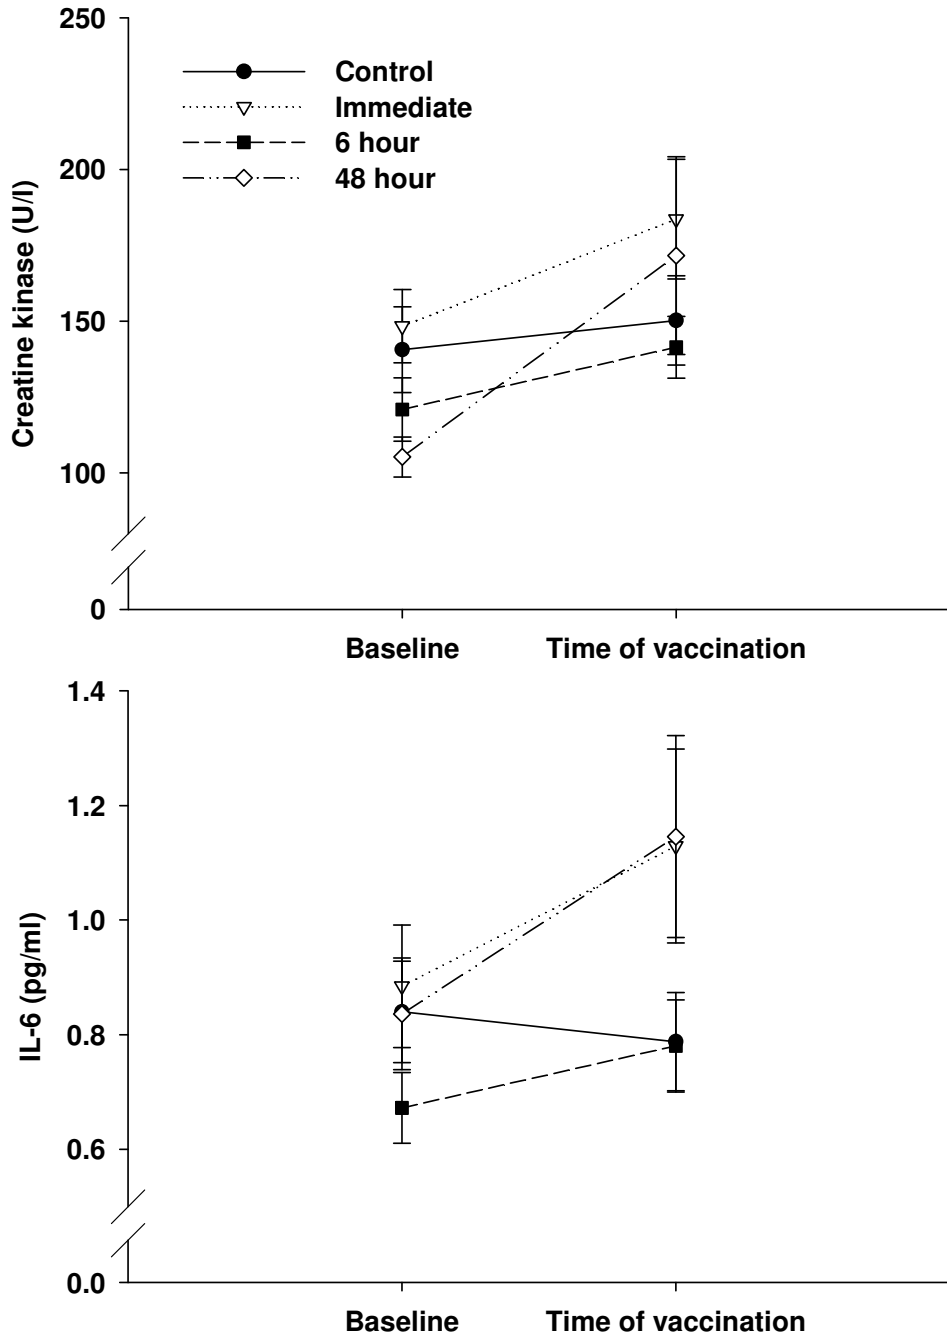 250
Control
Immediate
6 hour
48 hour
200
150
100
0
Creatine kinase (U/l)
Baseline Time of vaccination
1.4
1.2
1.0
0.8
0.6
0.0
IL-6 (pg/ml)
Baseline Time of vaccination